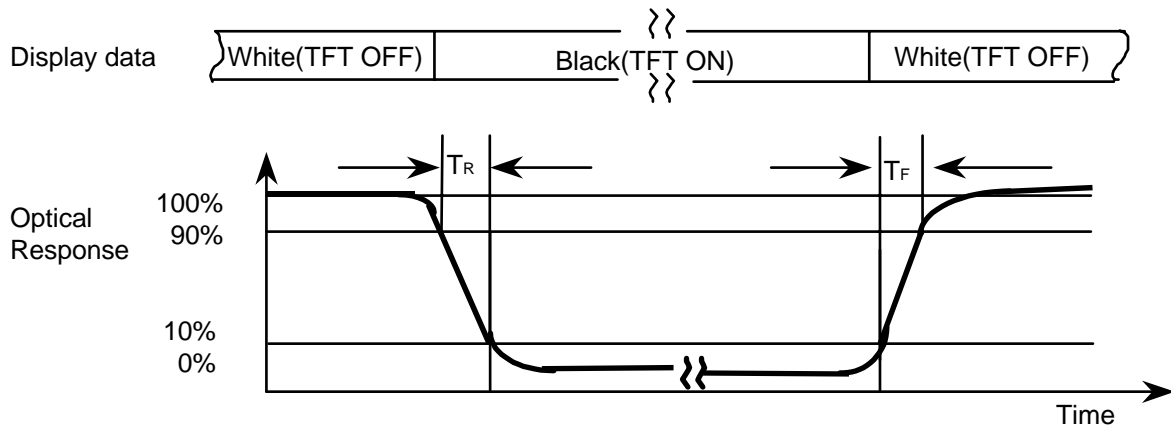 Display data
White(TFT OFF)
Black(TFT ON)
White(TFT OFF)
TR
TF
Optical
Response
100%
90%
10%
0%
Time